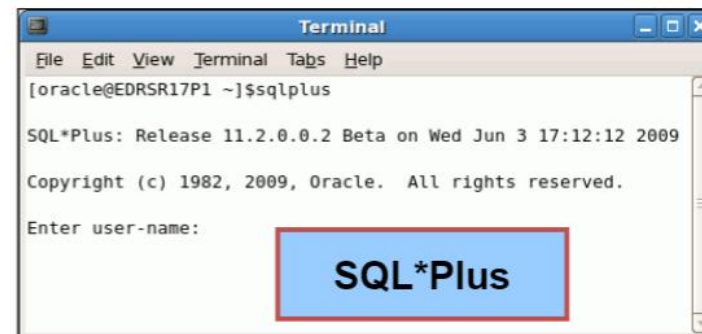 Terminal
File Edit View Terminal Tabs Help
[oracle@EDRSR17P1 ~]$sqlplus
SQL*Plus: Release 11.2.0.0.2 Beta on Wed Jun 3 17:12:12 2009
Copyright (c) 1982, 2009, Oracle.  All rights reserved.
Enter user-name:
SQL*Plus